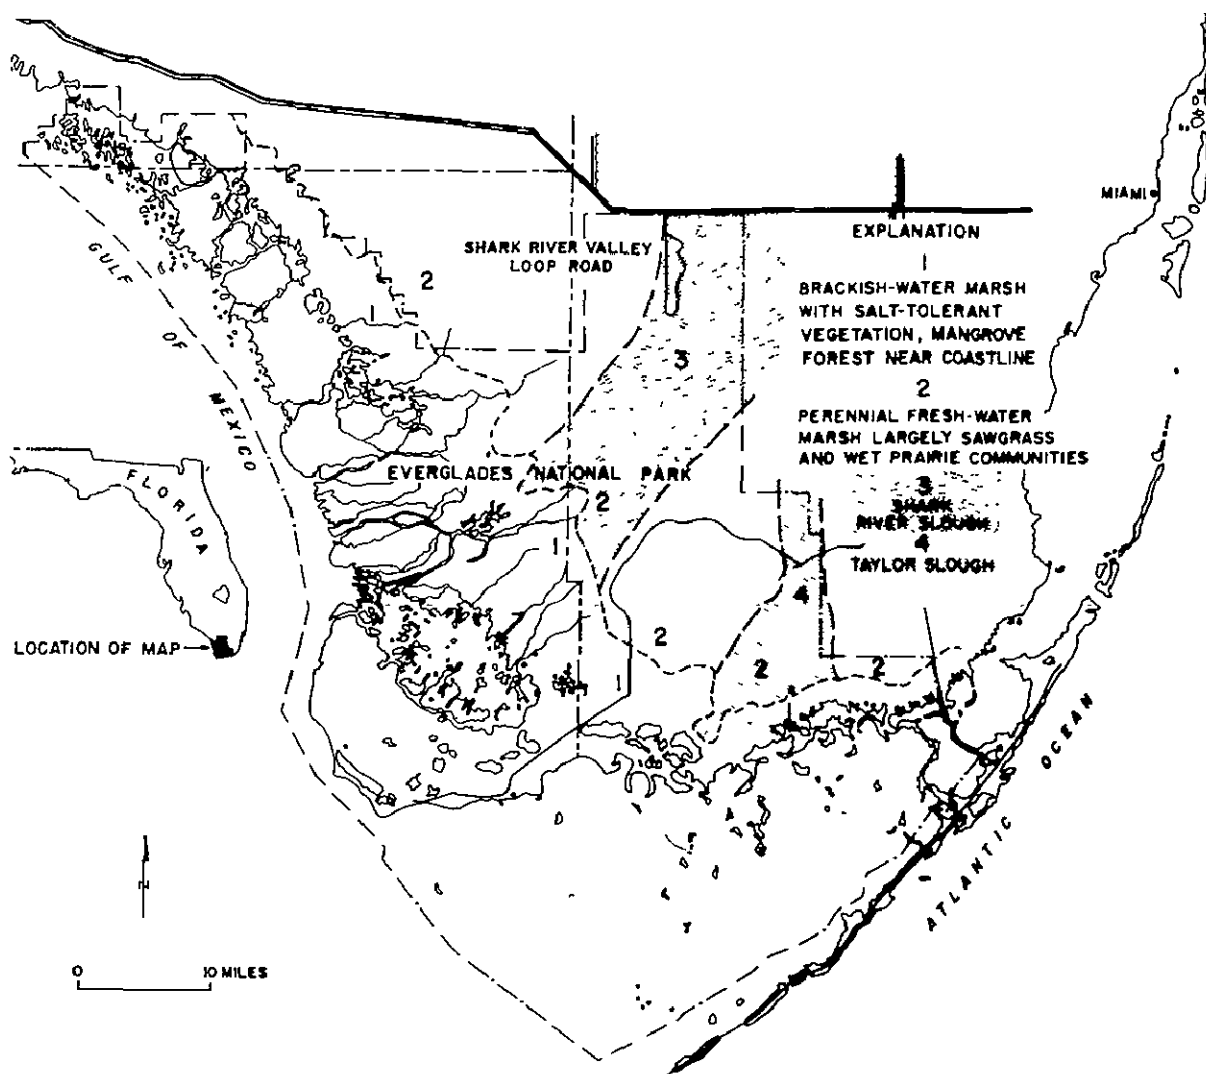 MIAMI
GULF
OF
MEXICO
SHARK RIVER VALLEY
LOOP ROAD
EXPLANATION
1
BRACKISH-WATER MARSH
WITH SALT-TOLERANT
VEGETATION, MANGROVE
FOREST NEAR COASTLINE
2
PERENNIAL FRESH-WATER
MARSH LARGELY SAWGRASS
AND WET PRAIRIE COMMUNITIES
3
SHARK
RIVER SLOUGH
4
TAYLOR SLOUGH
2
1
3
EVERGLADES NATIONAL PARK
2
1
4
2
2
2
1
FLORIDA
LOCATION OF MAP
ATLANTIC OCEAN
N
0 10 MILES